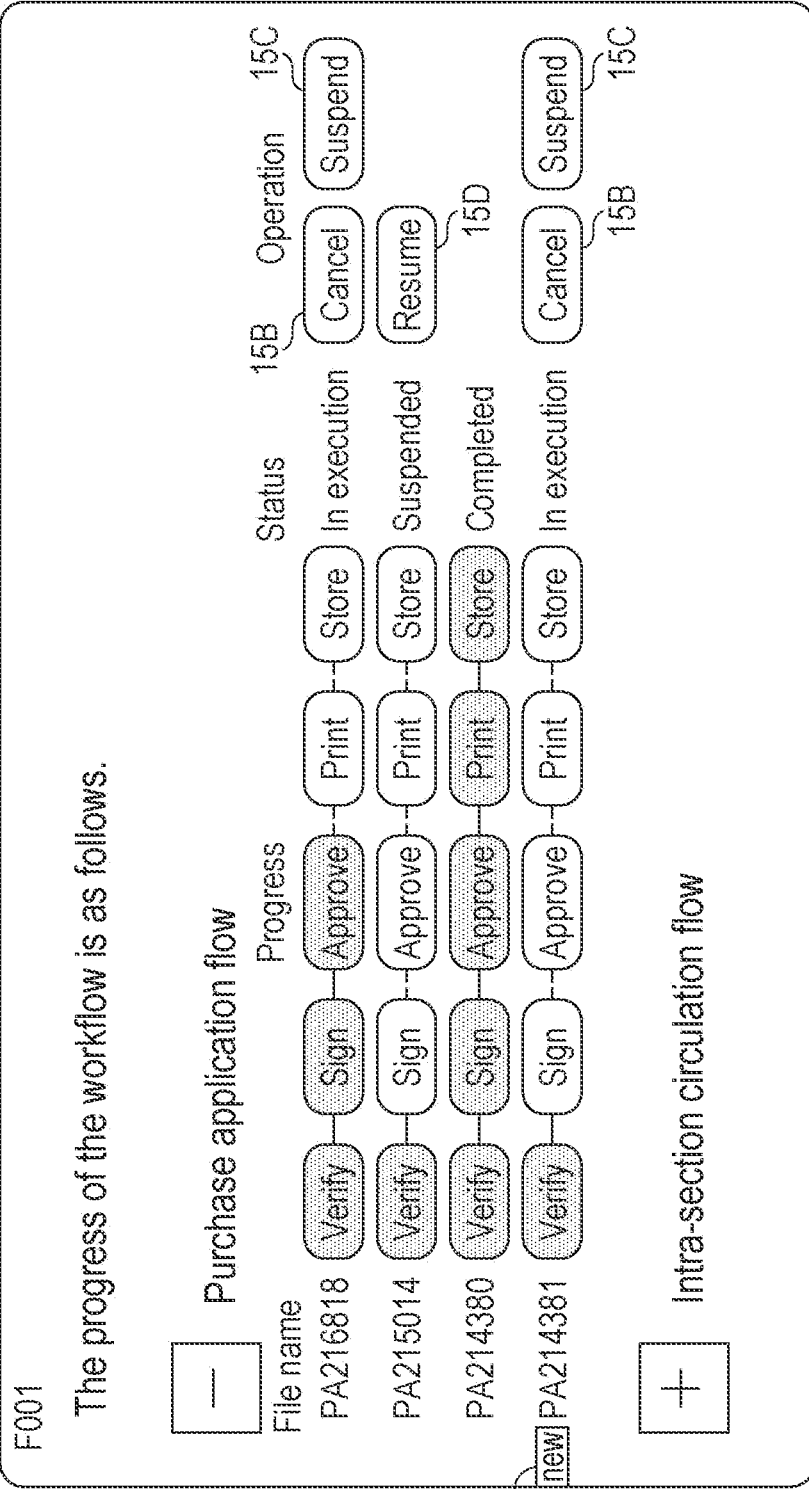 F001
The progress of the workflow is as follows.
− Purchase application flow
File name Progress Status Operation
15B 15C
PA216818 Verify Sign Approve Print Store In execution Cancel Suspend
PA215014 Verify Sign Approve Print Store Suspended Resume
15D
PA214380 Verify Sign Approve Print Store Completed
new PA214381 Verify Sign Approve Print Store In execution Cancel Suspend
15B 15C
+ Intra-section circulation flow